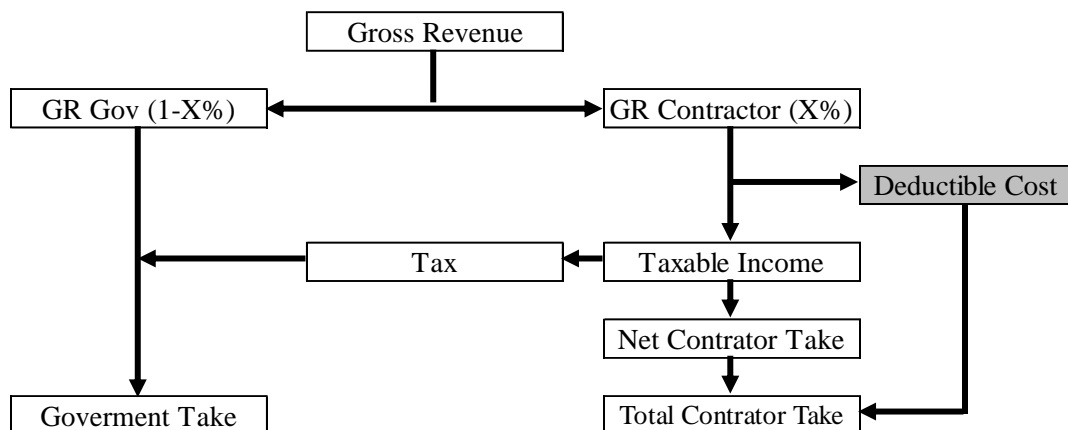 Gross Revenue
GR Gov (1-X%)
GR Contractor (X%)
Deductible Cost
Tax
Taxable Income
Net Contrator Take
Goverment Take
Total Contrator Take